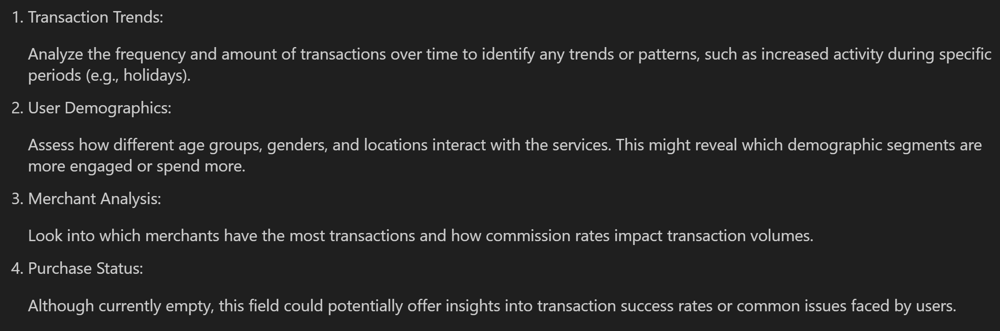 1. Transaction Trends:
Analyze the frequency and amount of transactions over time to identify any trends or patterns, such as increased activity during specific
periods (e.g., holidays).
2. User Demographics:
Assess how different age groups, genders, and locations interact with the services. This might reveal which demographic segments are
more engaged or spend more.
3. Merchant Analysis:
Look into which merchants have the most transactions and how commission rates impact transaction volumes.
4. Purchase Status:
Although currently empty, this field could potentially offer insights into transaction success rates or common issues faced by users.